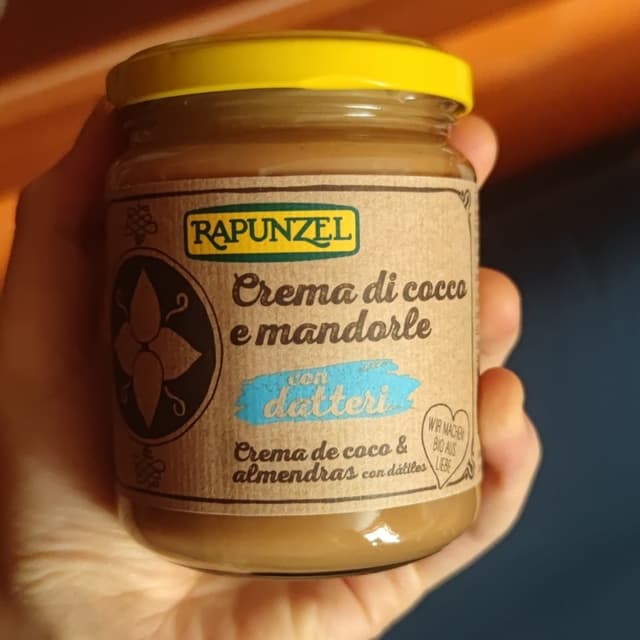 RAPUNZEL
Crema di cocco
e mandorle
con
datteri
Crema de coco &
almendras con dátiles
WIR MACHEN
BIO AUS
LIEBE